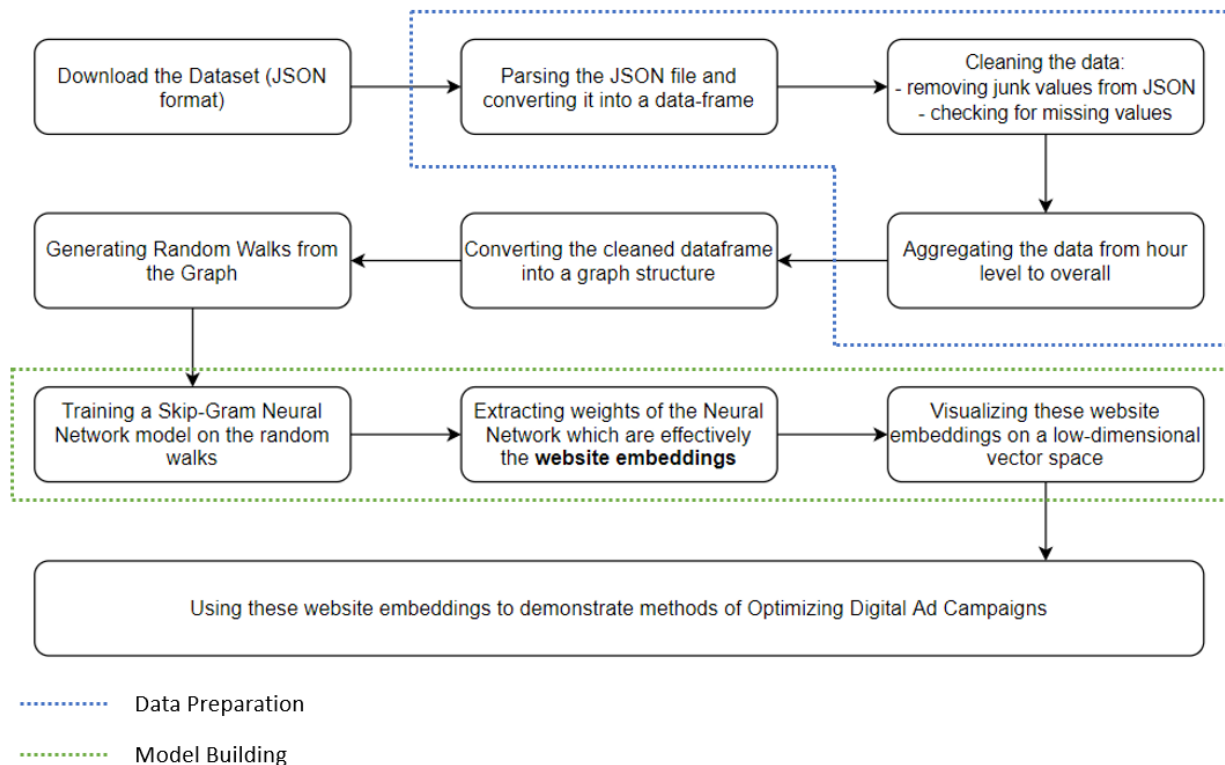 Download the Dataset (JSON
format)
Parsing the JSON file and
converting it into a data-frame
Cleaning the data:
- removing junk values from JSON
- checking for missing values
Generating Random Walks from
the Graph
Converting the cleaned dataframe
into a graph structure
Aggregating the data from hour
level to overall
Training a Skip-Gram Neural
Network model on the random
walks
Extracting weights of the Neural
Network which are effectively
the website embeddings
Visualizing these website
embeddings on a low-dimensional
vector space
Using these website embeddings to demonstrate methods of Optimizing Digital Ad Campaigns
Data Preparation
Model Building